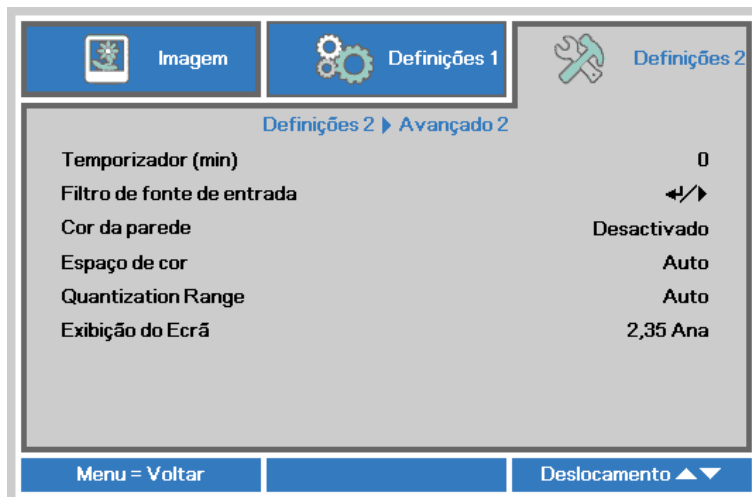 Imagem
Definições 1
Definições 2
Definições 2 ▶ Avançado 2
Temporizador (min) 0
Filtro de fonte de entrada ↵/▶
Cor da parede Desactivado
Espaço de cor Auto
Quantization Range Auto
Exibição do Ecrã 2,35 Ana
Menu = Voltar
Deslocamento ▲▼